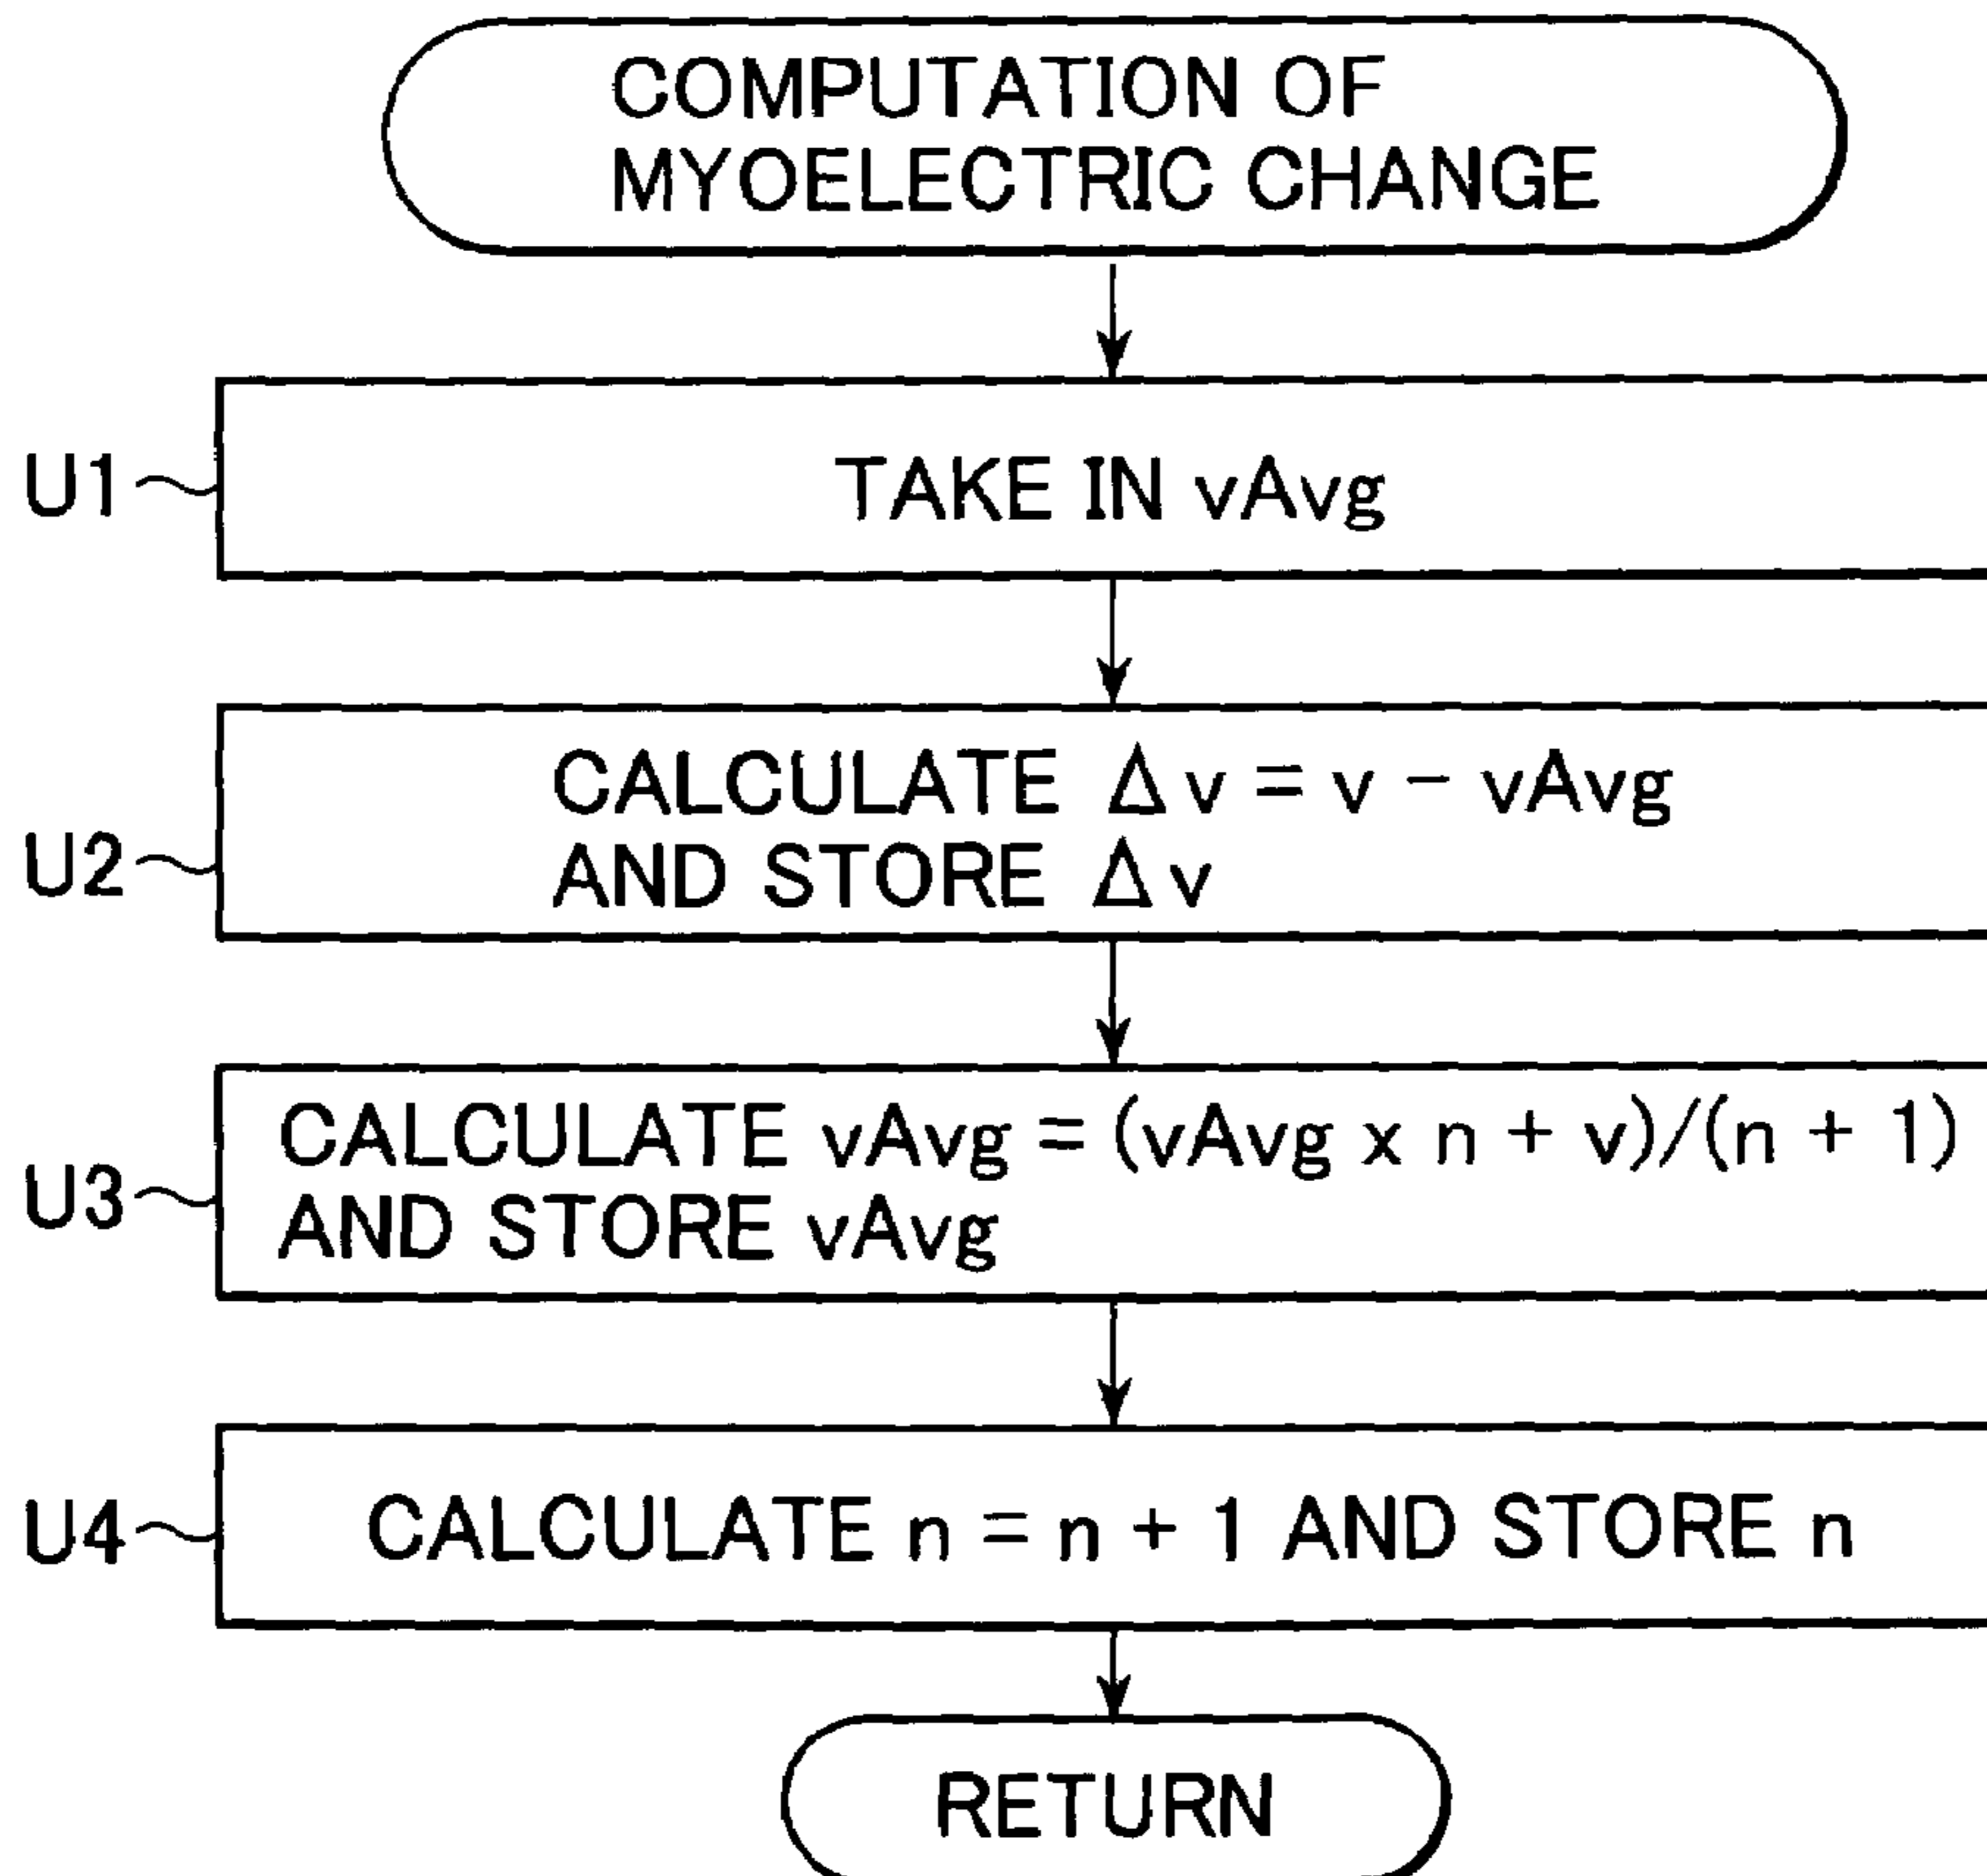 COMPUTATION OF
MYOELECTRIC CHANGE
U1
TAKE IN vAvg
U2
CALCULATE Δv = v - vAvg
AND STORE Δv
U3
CALCULATE vAvg = (vAvg x n + v)/(n + 1)
AND STORE vAvg
U4
CALCULATE n = n + 1 AND STORE n
RETURN